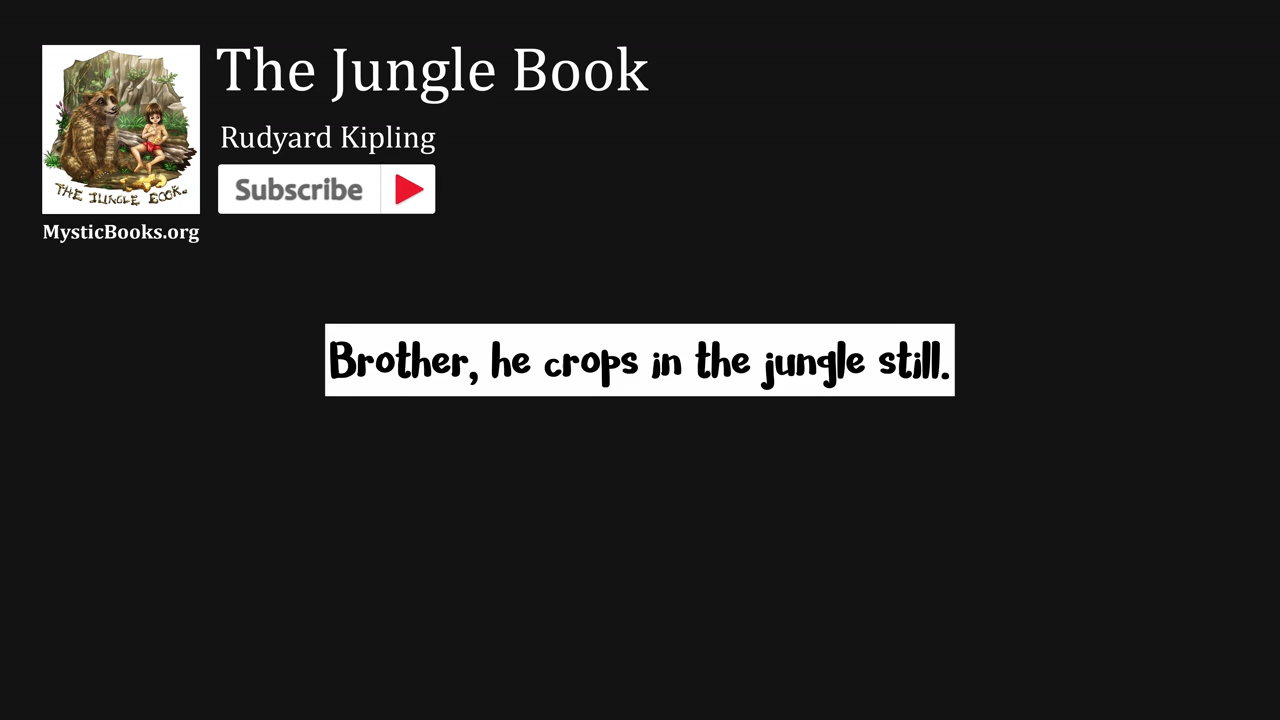 The Jungle Book
Rudyard Kipling
Subscribe
THE JUNGLE BOOK.
MysticBooks.org
Brother, he crops in the jungle still.